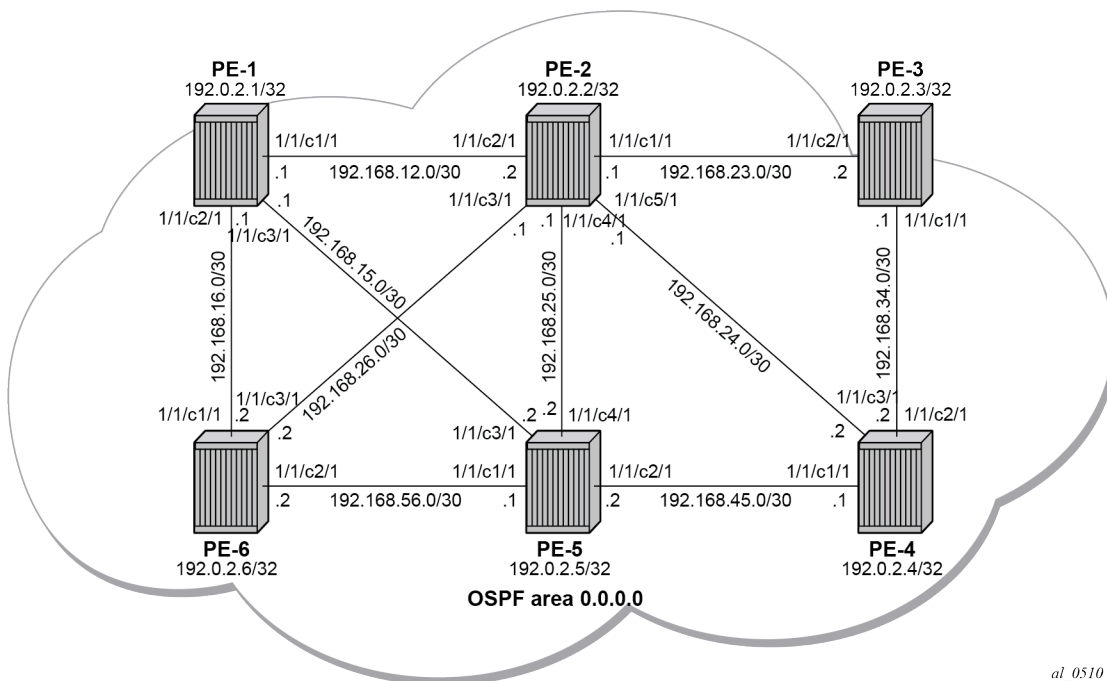 PE-1
192.0.2.1/32
PE-2
192.0.2.2/32
PE-3
192.0.2.3/32
1/1/c1/1
.1
192.168.12.0/30
1/1/c2/1
.2
1/1/c1/1
.1
192.168.23.0/30
1/1/c2/1
.2
1/1/c2/1
.1
.1
1/1/c3/1
1/1/c3/1
.1
.1
1/1/c4/1
1/1/c5/1
.1
.1
1/1/c1/1
192.168.16.0/30
192.168.15.0/30
192.168.26.0/30
192.168.25.0/30
192.168.24.0/30
192.168.34.0/30
1/1/c1/1
.2
1/1/c3/1
.2
1/1/c3/1
.2
.2
1/1/c4/1
1/1/c3/1
.2
.2
1/1/c2/1
1/1/c2/1
.2
192.168.56.0/30
1/1/c1/1
.1
1/1/c2/1
.2
192.168.45.0/30
1/1/c1/1
.1
PE-6
192.0.2.6/32
PE-5
192.0.2.5/32
PE-4
192.0.2.4/32
OSPF area 0.0.0.0
al_0510